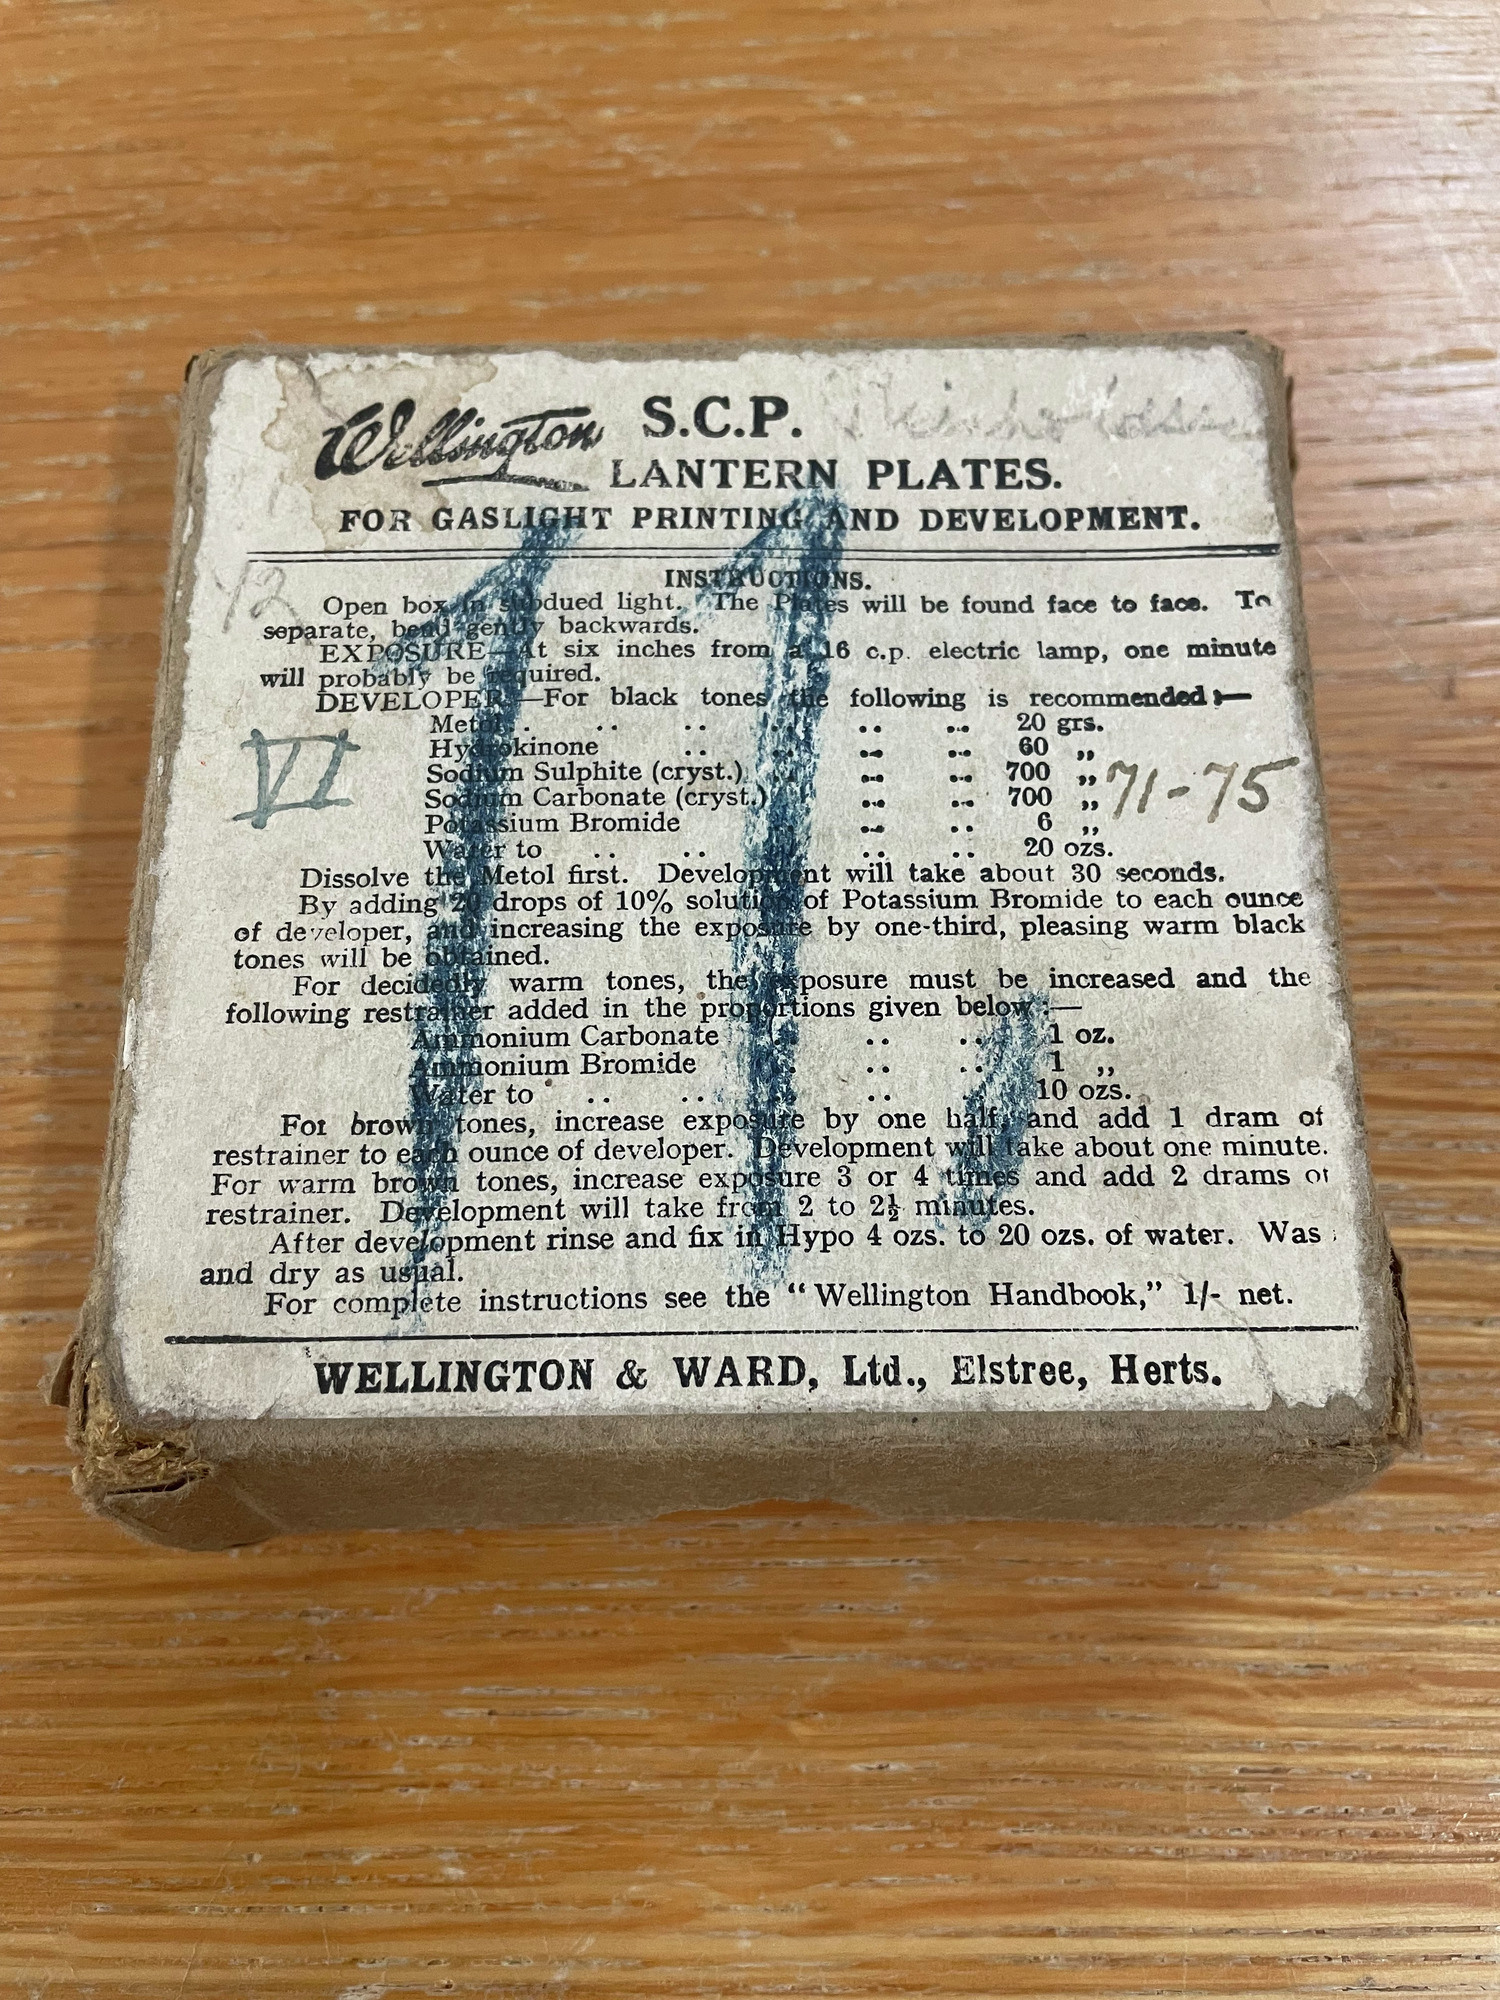 Wellington S.C.P.
LANTERN PLATES.
FOR GASLIGHT PRINTING AND DEVELOPMENT.
INSTRUCTIONS.
Open box in subdued light. The Plates will be found face to face. To
separate, bend gently backwards.
EXPOSURE—At six inches from a 16 c.p. electric lamp, one minute
will probably be required.
DEVELOPER—For black tones the following is recommended:—
Metol .. .. .. .. .. 20 grs.
Hydrokinone .. .. .. .. 60 „
Sodium Sulphite (cryst.) .. .. .. 700 „
Sodium Carbonate (cryst.) .. .. .. 700 „
Potassium Bromide .. .. .. 6 „
Water to .. .. .. .. .. 20 ozs.
VI
71-75
42
11
Dissolve the Metol first. Development will take about 30 seconds.
By adding 20 drops of 10% solution of Potassium Bromide to each ounce
of developer, and increasing the exposure by one-third, pleasing warm black
tones will be obtained.
For decidedly warm tones, the exposure must be increased and the
following restrainer added in the proportions given below:—
Ammonium Carbonate .. .. .. 1 oz.
Ammonium Bromide .. .. .. 1 „
Water to .. .. .. .. .. 10 ozs.
For brown tones, increase exposure by one half, and add 1 dram of
restrainer to each ounce of developer. Development will take about one minute.
For warm brown tones, increase exposure 3 or 4 times and add 2 drams of
restrainer. Development will take from 2 to 2½ minutes.
After development rinse and fix in Hypo 4 ozs. to 20 ozs. of water. Was
and dry as usual.
For complete instructions see the "Wellington Handbook," 1/- net.
WELLINGTON & WARD, Ltd., Elstree, Herts.